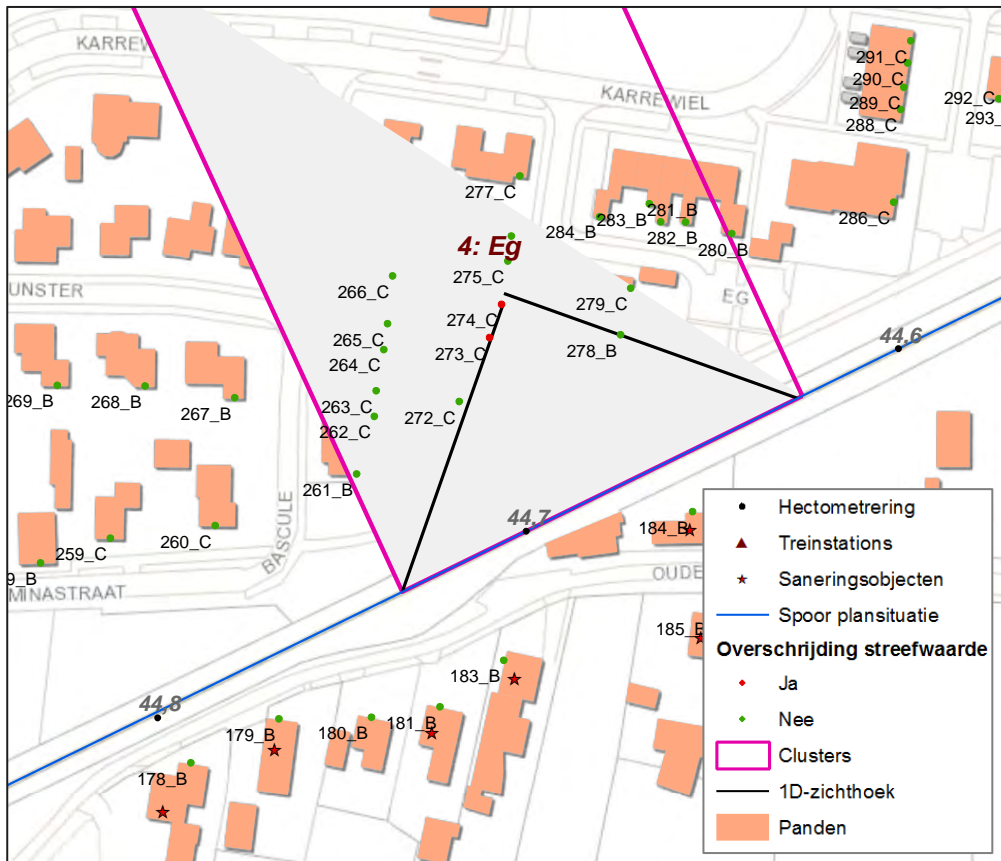 KARREW
KARREWIEL
291_C
290_C
289_C
288_C
292_C
293_
277_C
286_C
281_B
283_B
284_B
282_B
280_B
4: Eg
275_C
266_C
279_C
EG
UNSTER
274_C
265_C
273_C
278_B
264_C
44,6
269_B
268_B
267_B
263_C
272_C
262_C
261_B
44,7
184_B
259_C
260_C
BASCULE
9_B
MINASTRAAT
OUDE
185_B
183_B
44,8
179_B
180_B
181_B
178_B
Hectometrering
Treinstations
Saneringsobjecten
Spoor plansituatie
Overschrijding streefwaarde
Ja
Nee
Clusters
1D-zichthoek
Panden